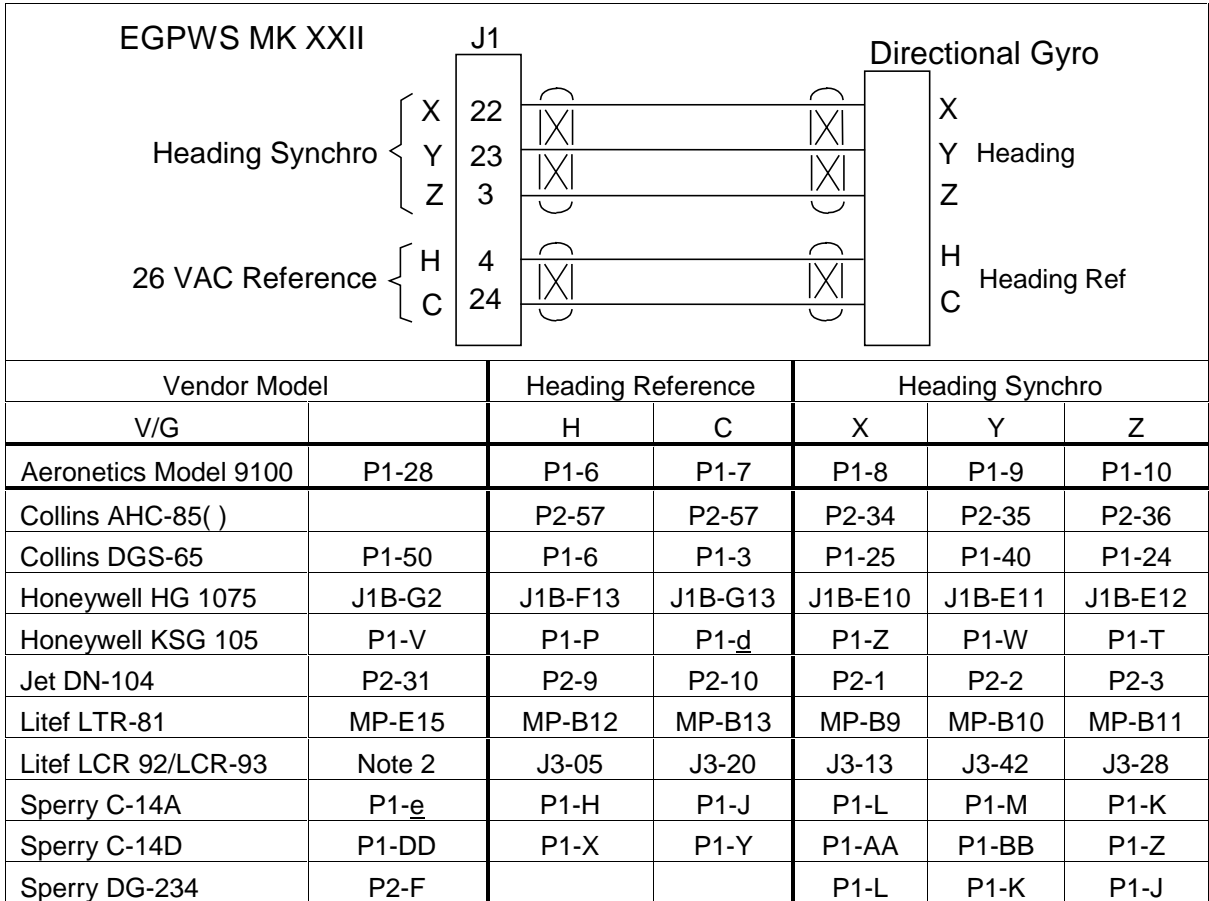 EGPWS MK XXII J1 Directional Gyro
X 22 X
Heading Synchro Y 23 Y Heading
Z 3 Z
H 4 H
26 VAC Reference Heading Ref
C 24 C
Vendor Model Heading Reference Heading Synchro
V/G H C X Y Z
Aeronetics Model 9100 P1-28 P1-6 P1-7 P1-8 P1-9 P1-10
Collins AHC-85( ) P2-57 P2-57 P2-34 P2-35 P2-36
Collins DGS-65 P1-50 P1-6 P1-3 P1-25 P1-40 P1-24
Honeywell HG 1075 J1B-G2 J1B-F13 J1B-G13 J1B-E10 J1B-E11 J1B-E12
Honeywell KSG 105 P1-V P1-P P1-d P1-Z P1-W P1-T
Jet DN-104 P2-31 P2-9 P2-10 P2-1 P2-2 P2-3
Litef LTR-81 MP-E15 MP-B12 MP-B13 MP-B9 MP-B10 MP-B11
Litef LCR 92/LCR-93 Note 2 J3-05 J3-20 J3-13 J3-42 J3-28
Sperry C-14A P1-e P1-H P1-J P1-L P1-M P1-K
Sperry C-14D P1-DD P1-X P1-Y P1-AA P1-BB P1-Z
Sperry DG-234 P2-F P1-L P1-K P1-J